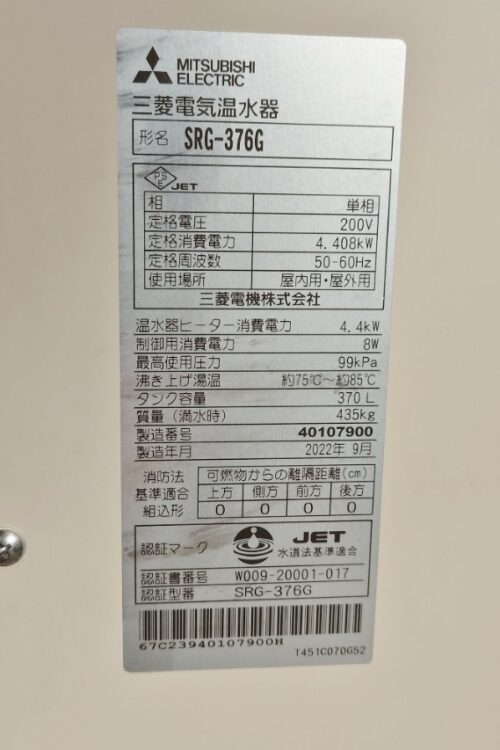 MITSUBISHI
ELECTRIC
三菱電気温水器
形名 SRG-376G
PSE JET
相 単相
定格電圧 200V
定格消費電力 4.408kW
定格周波数 50-60Hz
使用場所 屋内用・屋外用
三菱電機株式会社
温水器ヒーター消費電力 4.4kW
制御用消費電力 8W
最高使用圧力 99kPa
沸き上げ湯温 約75℃～約85℃
タンク容量 370L
質量（満水時） 435kg
製造番号 40107900
製造年月 2022年 9月
消防法 可燃物からの離隔距離(cm)
基準適合 上方 側方 前方 後方
組込形 0 0 0 0
認証マーク JET
水道法基準適合
認証書番号 W009-20001-017
認証型番 SRG-376G
67C23940107900H
T451C070G52